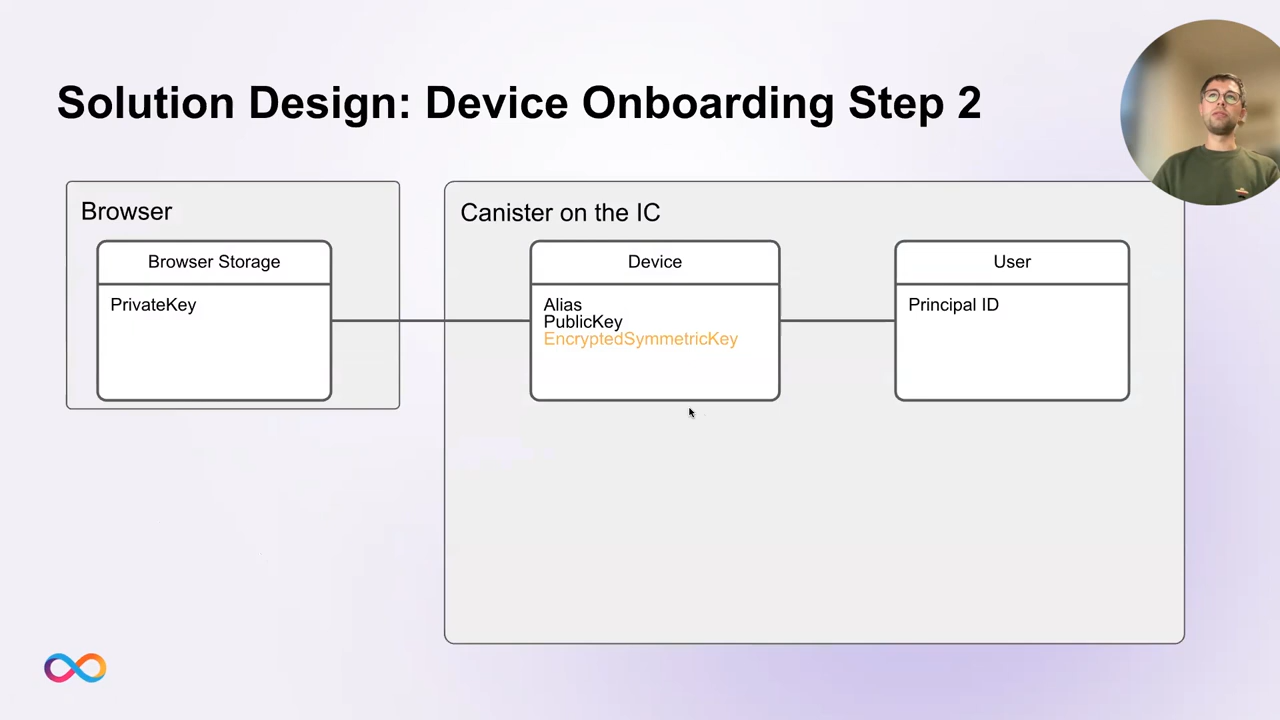 Solution Design: Device Onboarding Step 2
Browser
Browser Storage
PrivateKey
Canister on the IC
Device
Alias
PublicKey
EncryptedSymmetricKey
User
Principal ID